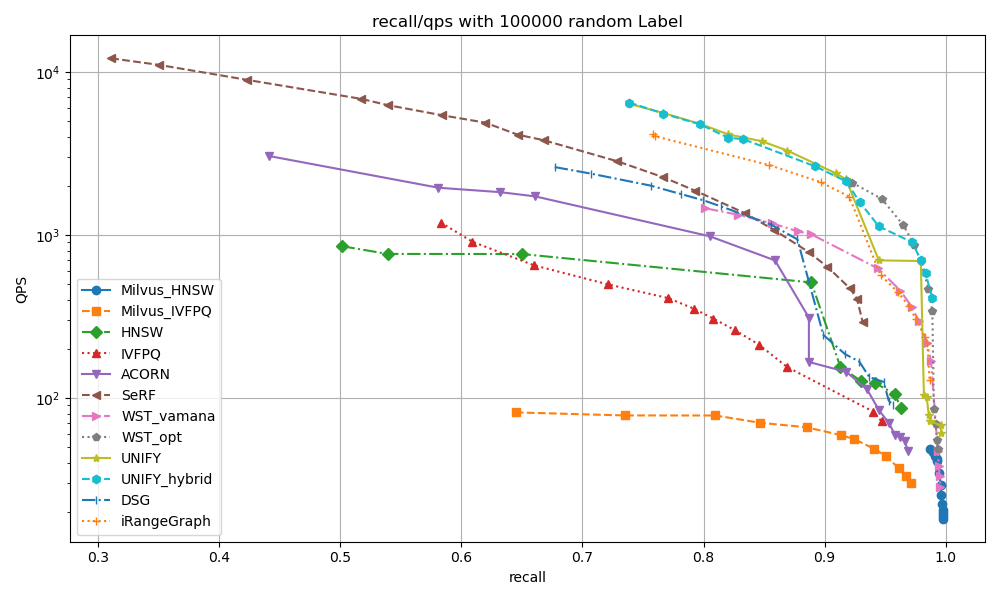 recall/qps with 100000 random Label
QPS
10^4
10^3
10^2
Milvus_HNSW
Milvus_IVFPQ
HNSW
IVFPQ
ACORN
SeRF
WST_vamana
WST_opt
UNIFY
UNIFY_hybrid
DSG
iRangeGraph
0.3 0.4 0.5 0.6 0.7 0.8 0.9 1.0
recall